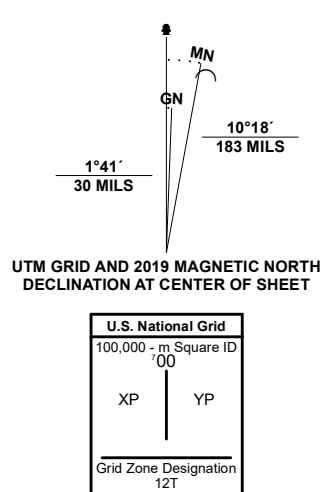 MN
GN
10°18´
183 MILS
1°41´
30 MILS
UTM GRID AND 2019 MAGNETIC NORTH
DECLINATION AT CENTER OF SHEET
U.S. National Grid
100,000 - m Square ID
⁷00
XP YP
Grid Zone Designation
12T